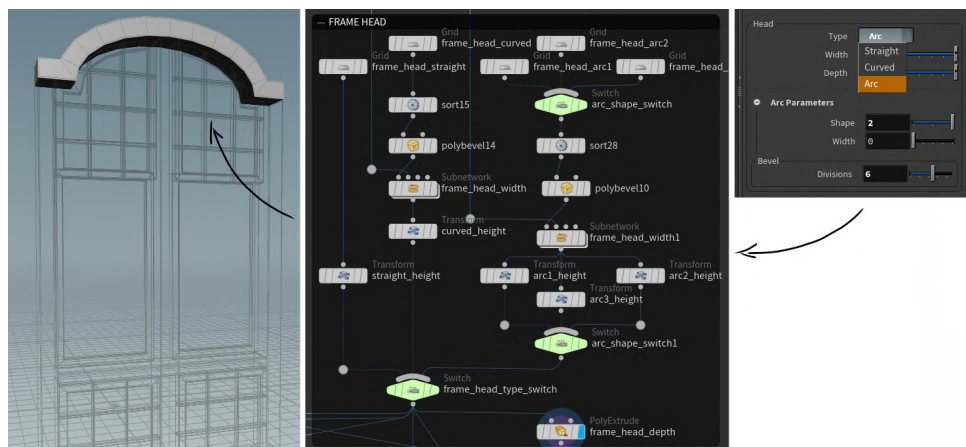 — FRAME HEAD
Grid
frame_head_curved
Grid
frame_head_arc2
Grid
frame_head_straight
Grid
frame_head_arc1
Grid
frame_head_
Switch
arc_shape_switch
sort15
polybevel14
sort28
Subnetwork
frame_head_width
polybevel10
Transform
curved_height
Subnetwork
frame_head_width1
Transform
straight_height
Transform
arc1_height
Transform
arc2_height
Transform
arc3_height
Switch
arc_shape_switch1
Switch
frame_head_type_switch
PolyExtrude
frame_head_depth
Head
Type Arc
Straight
Width
Curved
Depth
Arc
Arc Parameters
Shape 2
Width 0
Bevel
Divisions 6